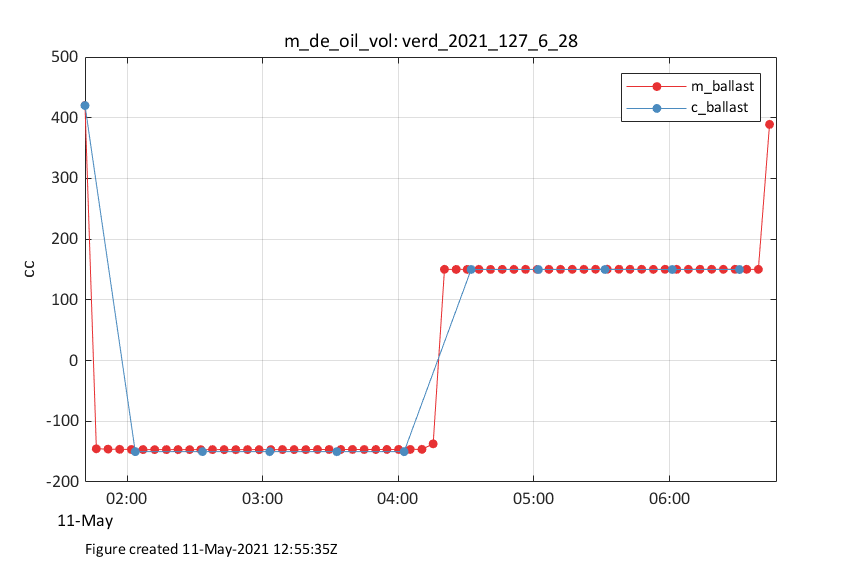 m_de_oil_vol: verd_2021_127_6_28
500
400
300
200
100
0
-100
-200
cc
m_ballast
c_ballast
02:00 03:00 04:00 05:00 06:00
11-May
Figure created 11-May-2021 12:55:35Z